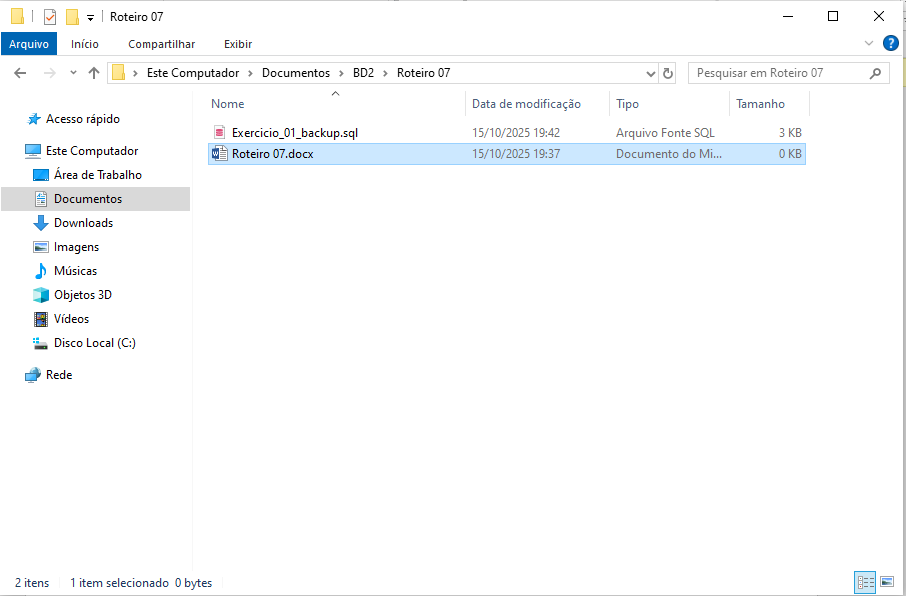 Roteiro 07
Arquivo Início Compartilhar Exibir
Este Computador Documentos BD2 Roteiro 07 Pesquisar em Roteiro 07
Nome Data de modificação Tipo Tamanho
Exercicio_01_backup.sql 15/10/2025 19:42 Arquivo Fonte SQL 3 KB
Roteiro 07.docx 15/10/2025 19:37 Documento do Mi... 0 KB
Acesso rápido
Este Computador
Área de Trabalho
Documentos
Downloads
Imagens
Músicas
Objetos 3D
Vídeos
Disco Local (C:)
Rede
2 itens 1 item selecionado 0 bytes